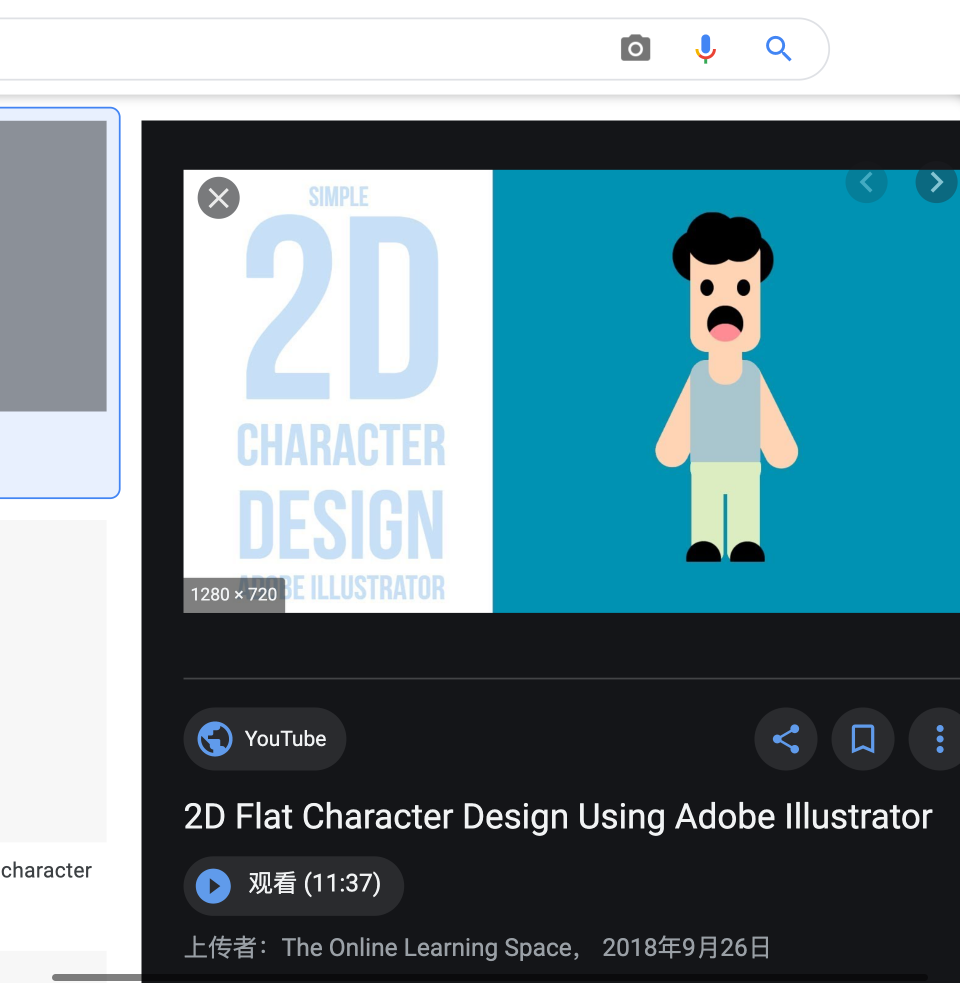 SIMPLE
2D
CHARACTER
DESIGN
ADOBE ILLUSTRATOR
1280 × 720
YouTube
2D Flat Character Design Using Adobe Illustrator
观看 (11:37)
上传者：The Online Learning Space， 2018年9月26日
character